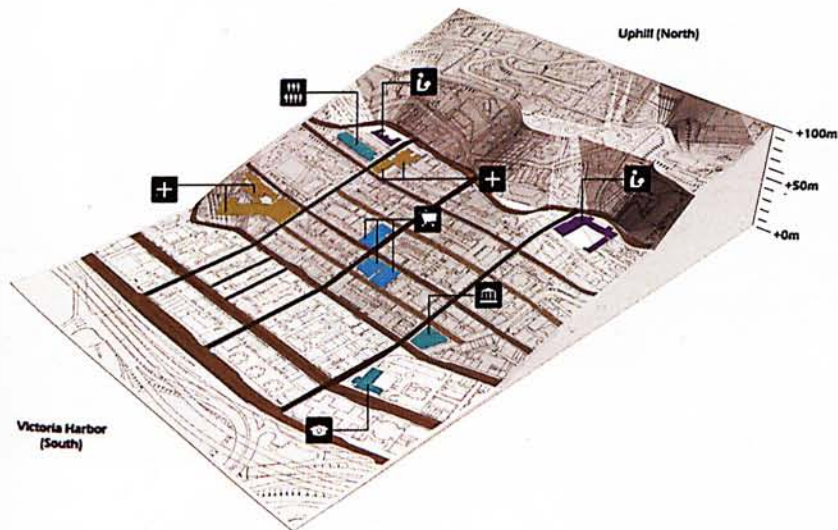 Uphill (North)
+100m
+50m
+0m
Victoria Harbor
(South)